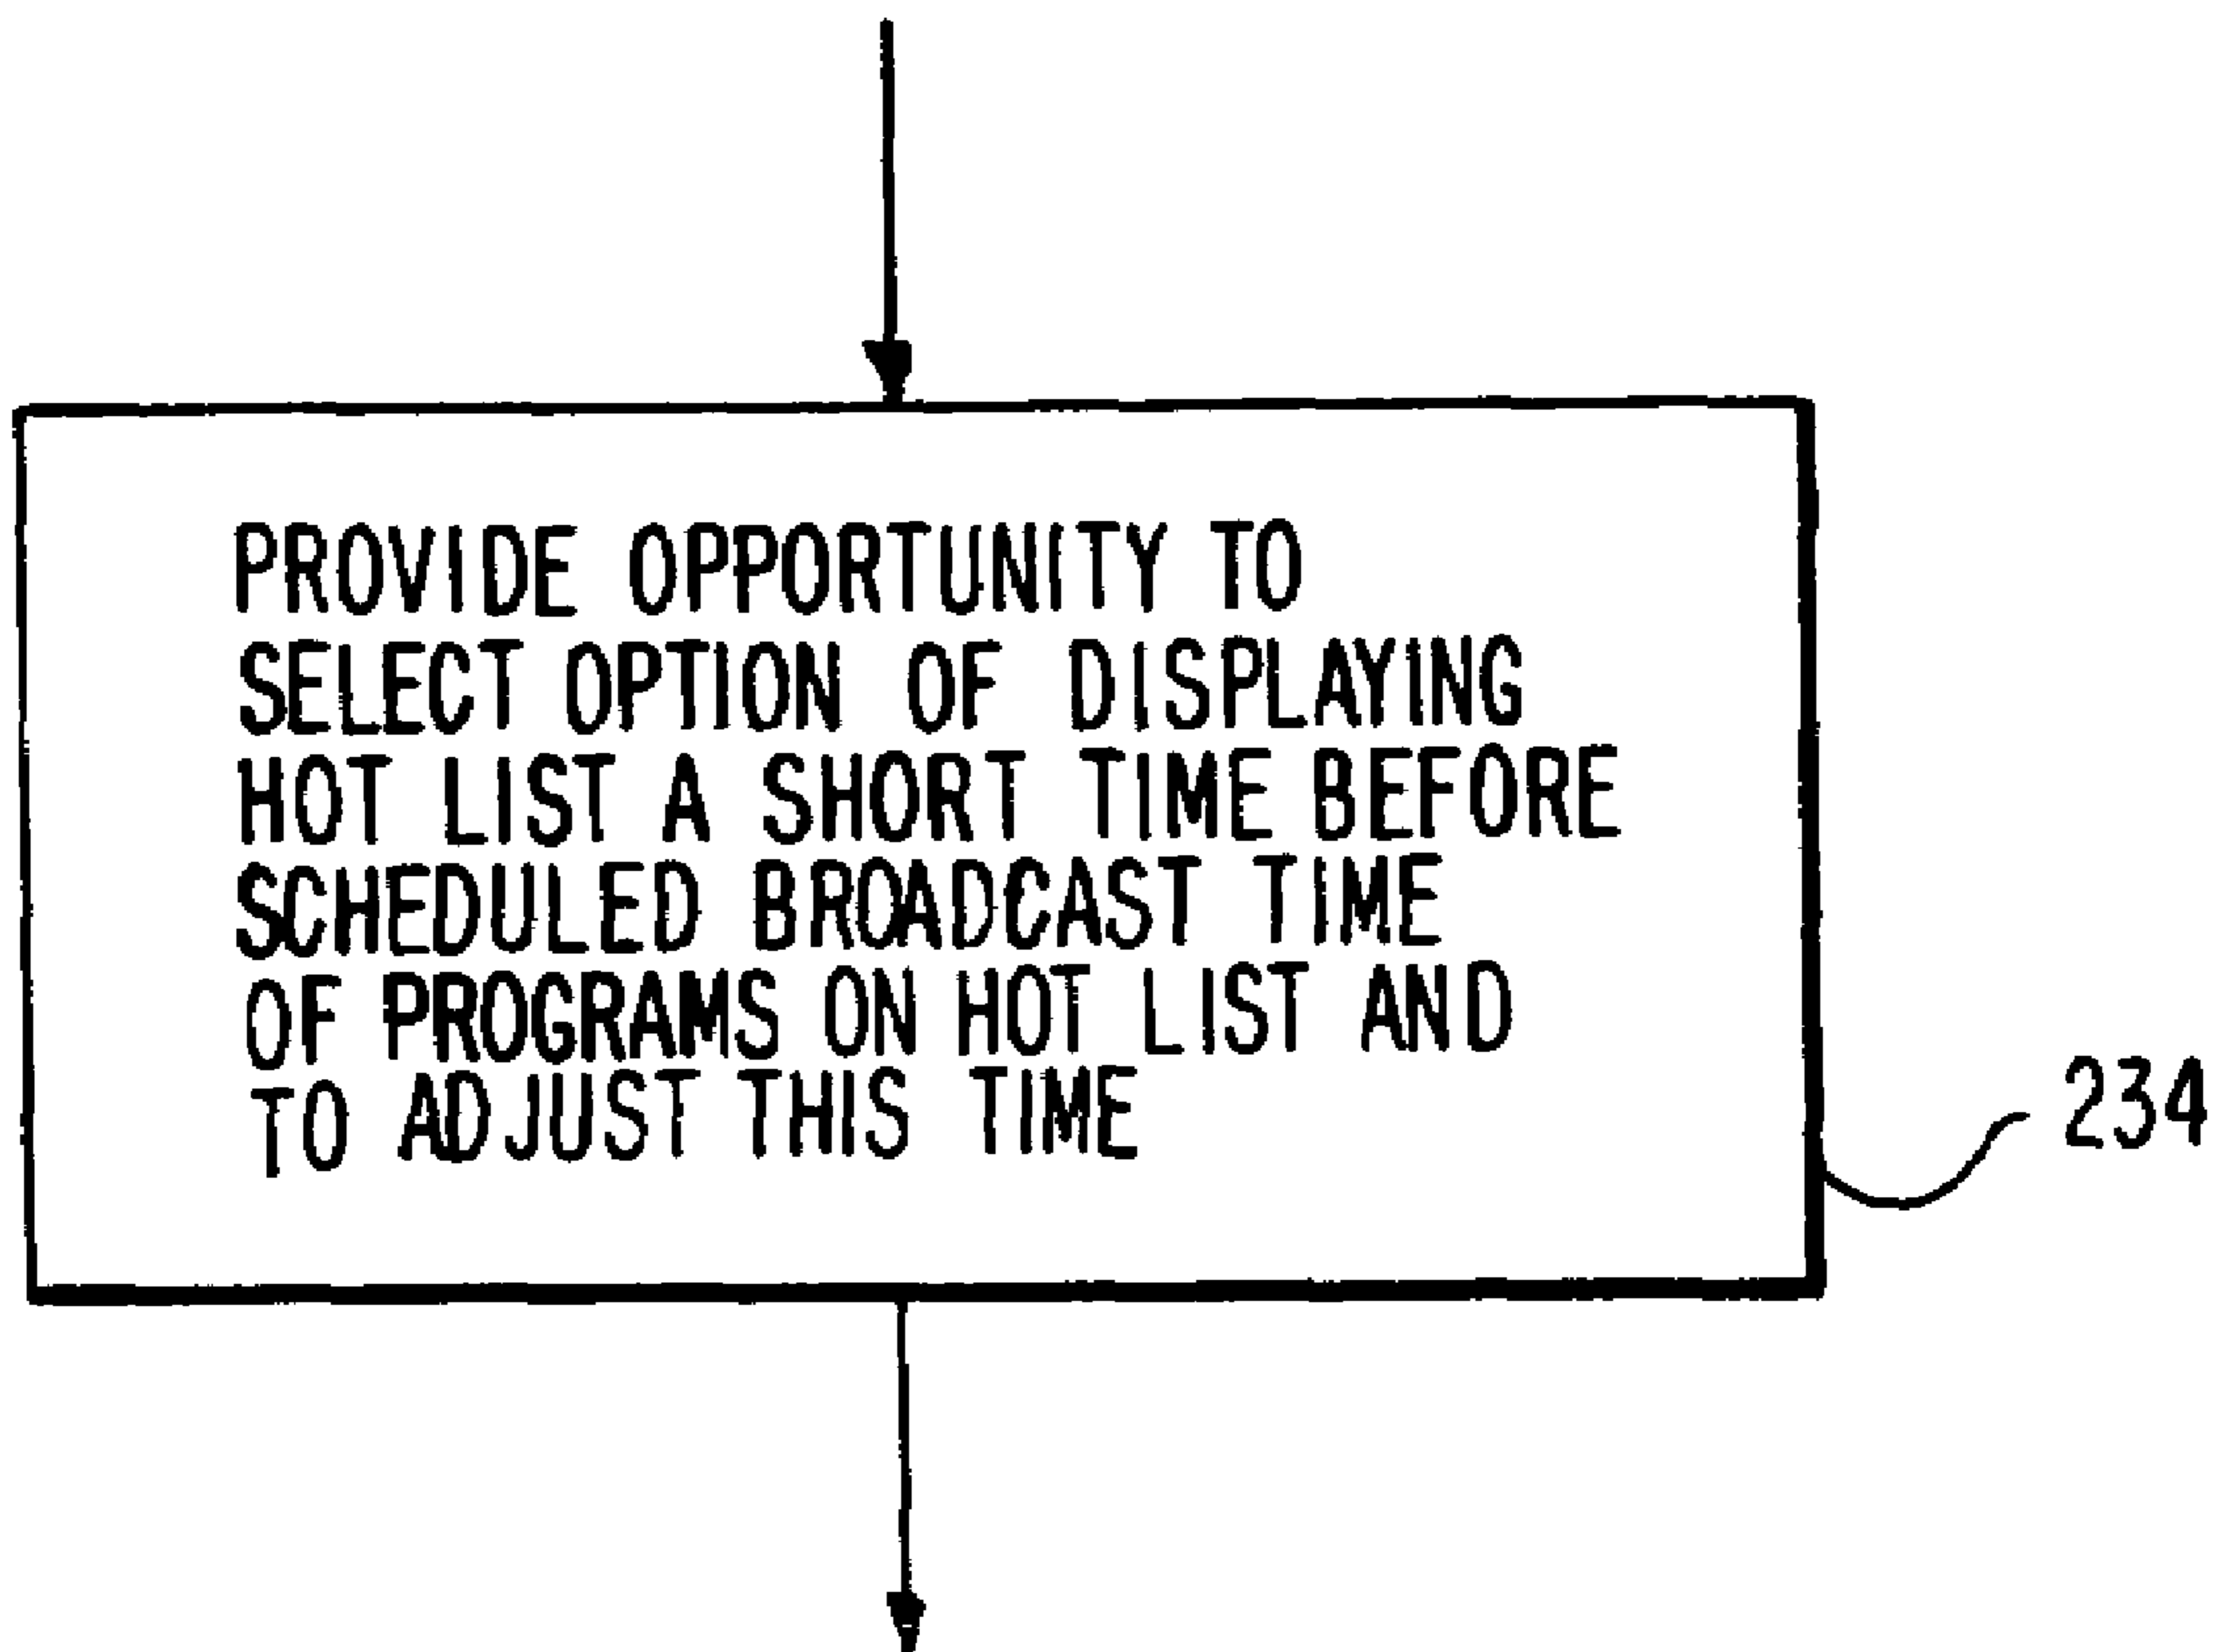 PROVIDE OPPORTUNITY TO
SELECT OPTION OF DISPLAYING
HOT LIST A SHORT TIME BEFORE
SCHEDULED BROADCAST TIME
OF PROGRAMS ON HOT LIST AND
TO ADJUST THIS TIME
234